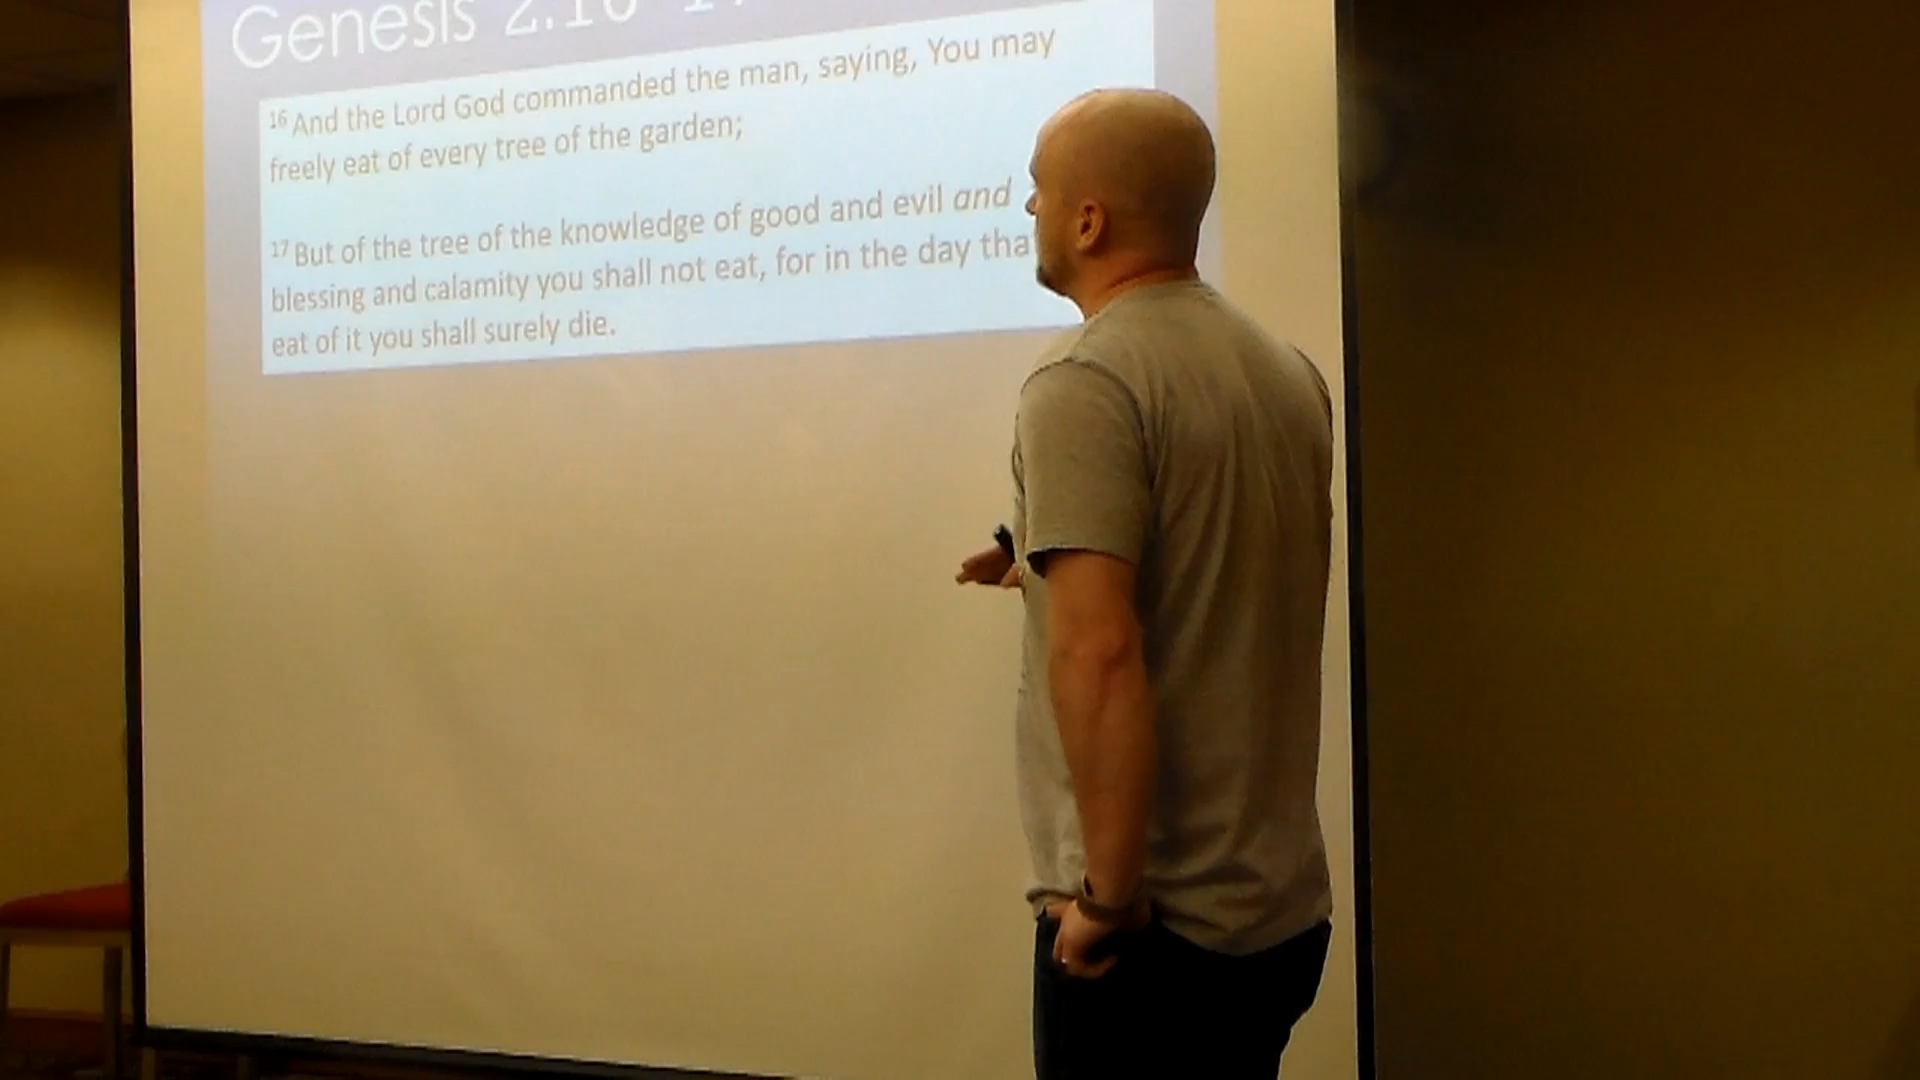 Genesis 2:16-17
16 And the Lord God commanded the man, saying, You may
freely eat of every tree of the garden;
17 But of the tree of the knowledge of good and evil and
blessing and calamity you shall not eat, for in the day tha
eat of it you shall surely die.